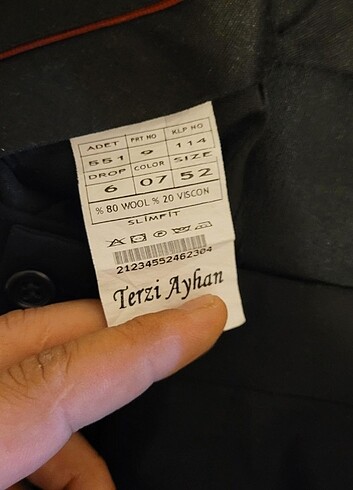 ADET PRT NO KLP NO
551 9 114
DROP COLOR SIZE
6 07 52
% 80 WOOL % 20 VISCON
SLIMFIT
21234552462304
Terzi Ayhan